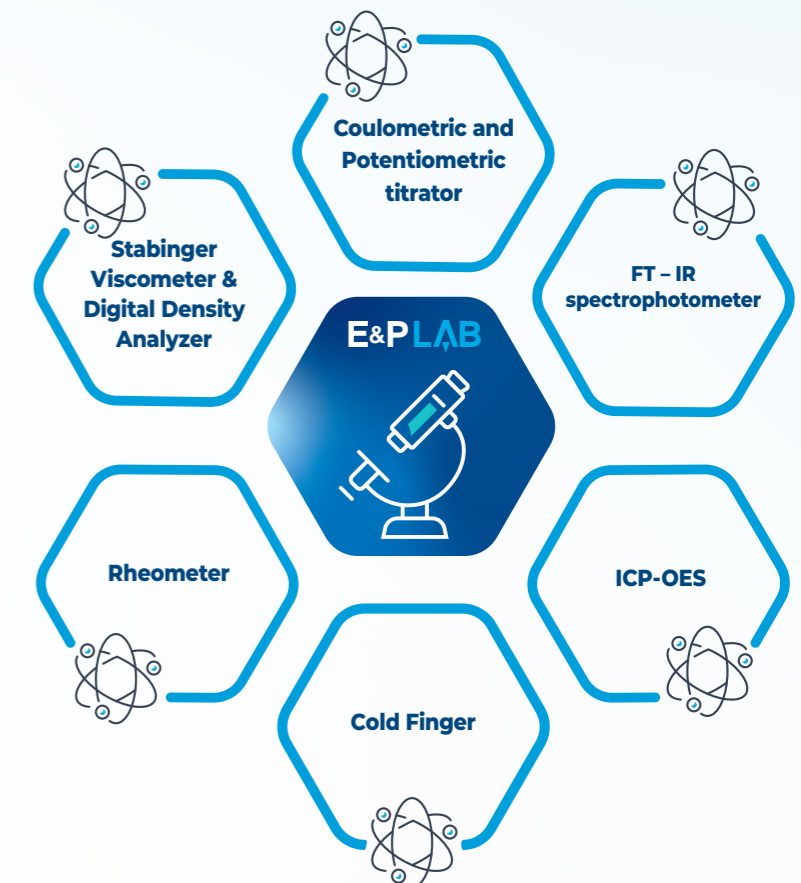 Coulometric and
Potentiometric
titrator
Stabinger
Viscometer &
Digital Density
Analyzer
FT – IR
spectrophotometer
E&P LAB
Rheometer
ICP-OES
Cold Finger